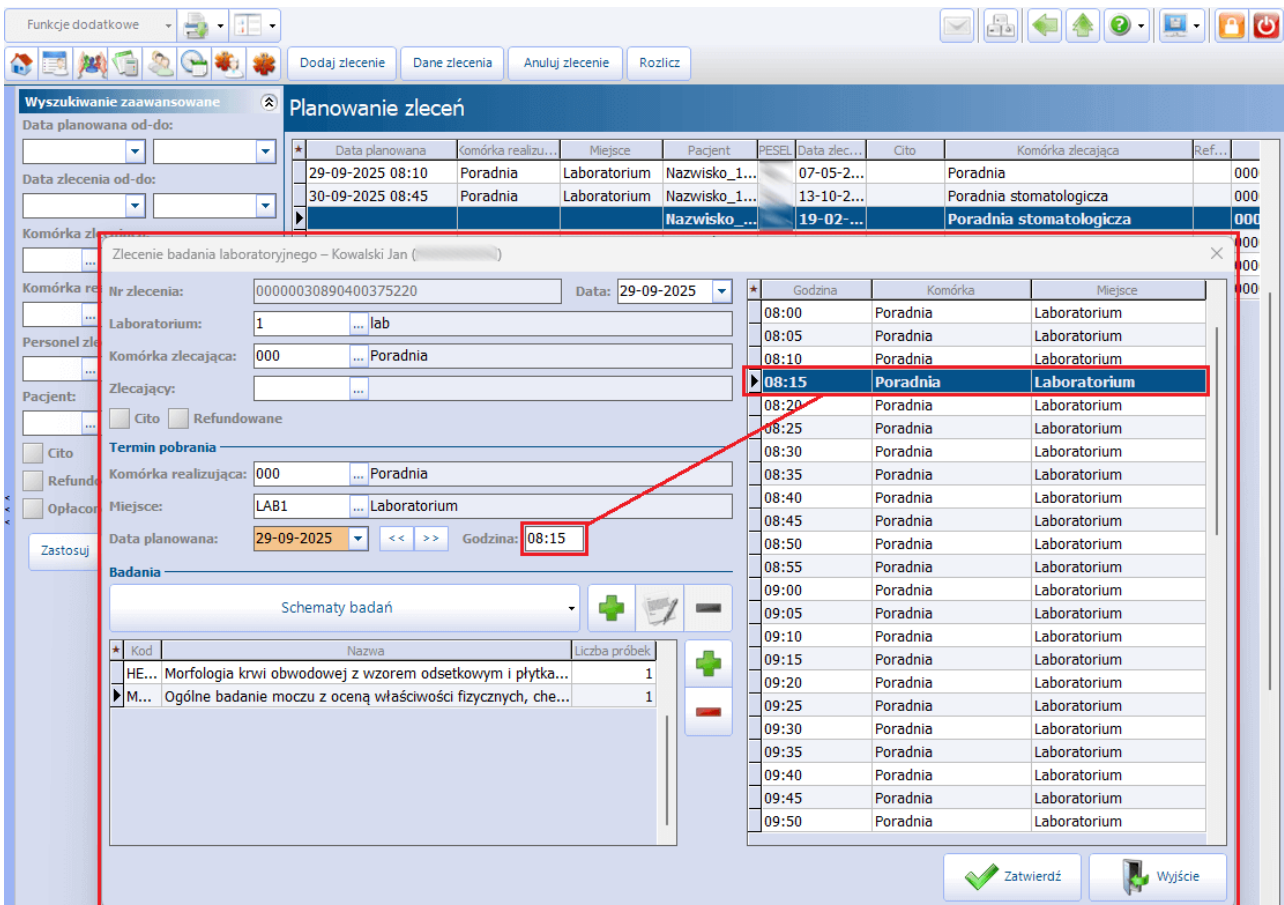 Funkcje dodatkowe
Dodaj zlecenie Dane zlecenia Anuluj zlecenie Rozlicz
Wyszukiwanie zaawansowane
Data planowana od-do:
Data zlecenia od-do:
Komórka
Komórka
Personel
Pacjent:
Cito
Zastosuj
Planowanie zleceń
* Data planowana Komórka realizu... Miejsce Pacjent PESEL Data zlec... Cito Komórka zlecająca Ref...
29-09-2025 08:10 Poradnia Laboratorium Nazwisko_1... 07-05-2... Poradnia 000
30-09-2025 08:45 Poradnia Laboratorium Nazwisko_1... 13-10-2... Poradnia stomatologicza 000
Nazwisko_... 19-02-... Poradnia stomatologicza 000
000
000
000
Zlecenie badania laboratoryjnego – Kowalski Jan ( )
Nr zlecenia: 00000030890400375220 Data: 29-09-2025
Laboratorium: 1 ... lab
Komórka zlecająca: 000 ... Poradnia
Zlecający: ...
Cito Refundowane
Termin pobrania
Komórka realizująca: 000 ... Poradnia
Miejsce: LAB1 ... Laboratorium
Data planowana: 29-09-2025 << >> Godzina: 08:15
Badania
Schematy badań
* Kod Nazwa Liczba próbek
HE... Morfologia krwi obwodowej z wzorem odsetkowym i płytka... 1
M... Ogólne badanie moczu z oceną właściwości fizycznych, che... 1
* Godzina Komórka Miejsce
08:00 Poradnia Laboratorium
08:05 Poradnia Laboratorium
08:10 Poradnia Laboratorium
08:15 Poradnia Laboratorium
08:20 Poradnia Laboratorium
08:25 Poradnia Laboratorium
08:30 Poradnia Laboratorium
08:35 Poradnia Laboratorium
08:40 Poradnia Laboratorium
08:45 Poradnia Laboratorium
08:50 Poradnia Laboratorium
08:55 Poradnia Laboratorium
09:00 Poradnia Laboratorium
09:05 Poradnia Laboratorium
09:10 Poradnia Laboratorium
09:15 Poradnia Laboratorium
09:20 Poradnia Laboratorium
09:25 Poradnia Laboratorium
09:30 Poradnia Laboratorium
09:35 Poradnia Laboratorium
09:40 Poradnia Laboratorium
09:45 Poradnia Laboratorium
09:50 Poradnia Laboratorium
Zatwierdź Wyjście